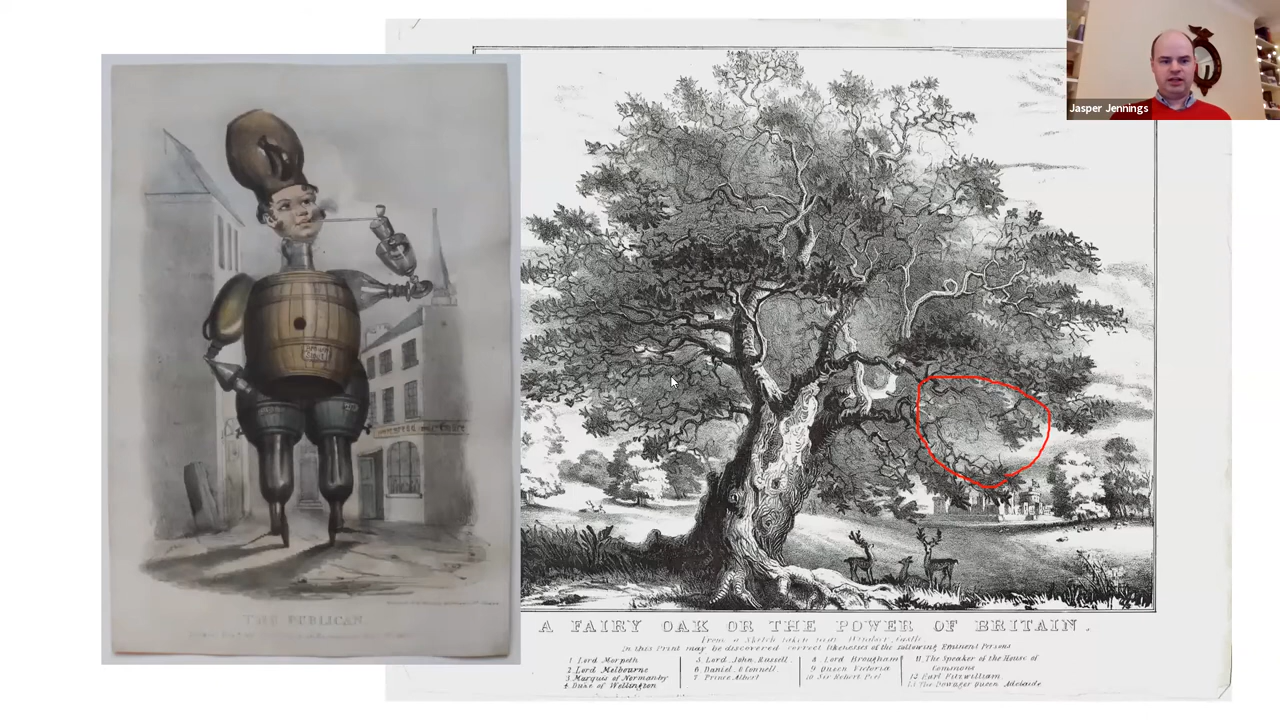 Jasper Jennings
THE PUBLICAN.
A FAIRY OAK OR THE POWER OF BRITAIN.
From a Sketch taken near Windsor Castle.
In this Print may be discovered correct likenesses of the following Eminent Persons
1 Lord Morpeth
2 Lord Melbourne
3 Marquis of Normanby
4 Duke of Wellington
5 Lord John Russell
6 Daniel O'Connell
7 Prince Albert
8 Lord Brougham
9 Queen Victoria
10 Sir Robert Peel
11 The Speaker of the House of
Commons
12 Earl Fitzwilliam
13 The Dowager Queen Adelaide